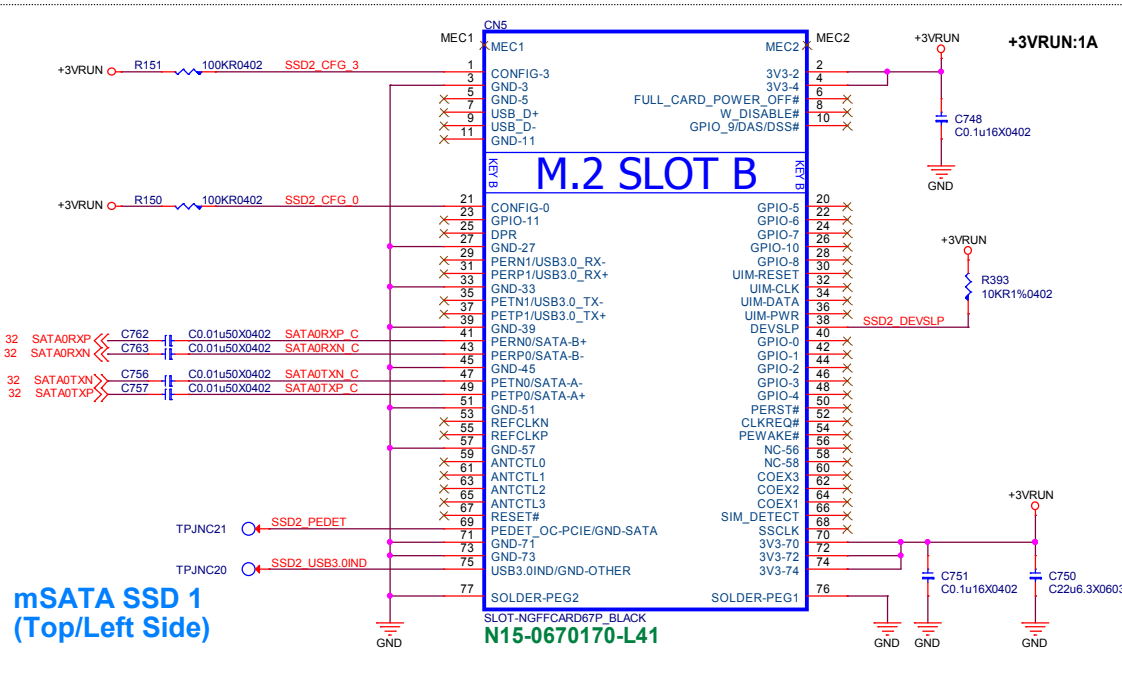 CN5
MEC1
MEC1
MEC2
MEC2
+3VRUN
+3VRUN:1A
+3VRUN
R151
100KR0402
SSD2_CFG_3
1
CONFIG-3
3V3-2
2
3
GND-3
3V3-4
4
5
GND-5
FULL_CARD_POWER_OFF#
6
7
USB_D+
W_DISABLE#
8
9
USB_D-
GPIO_9/DAS/DSS#
10
11
GND-11
C748
C0.1u16X0402
GND
KEY B
M.2 SLOT B
KEY B
+3VRUN
R150
100KR0402
SSD2_CFG_0
21
CONFIG-0
GPIO-5
20
23
GPIO-11
GPIO-6
22
25
DPR
GPIO-7
24
27
GND-27
GPIO-10
26
29
PERN1/USB3.0_RX-
GPIO-8
28
31
PERP1/USB3.0_RX+
UIM-RESET
30
33
GND-33
UIM-CLK
32
35
PETN1/USB3.0_TX-
UIM-DATA
34
37
PETP1/USB3.0_TX+
UIM-PWR
36
39
GND-39
DEVSLP
38
SSD2_DEVSLP
+3VRUN
R393
10KR1%0402
32 SATA0RXP
C762
C0.01u50X0402
SATA0RXP_C
41
PERN0/SATA-B+
GPIO-0
40
32 SATA0RXN
C763
C0.01u50X0402
SATA0RXN_C
43
PERP0/SATA-B-
GPIO-1
42
45
GND-45
GPIO-2
44
32 SATA0TXN
C756
C0.01u50X0402
SATA0TXN_C
47
PETN0/SATA-A-
GPIO-3
46
32 SATA0TXP
C757
C0.01u50X0402
SATA0TXP_C
49
PETP0/SATA-A+
GPIO-4
48
51
GND-51
PERST#
50
53
REFCLKN
CLKREQ#
52
55
REFCLKP
PEWAKE#
54
57
GND-57
NC-56
56
59
ANTCTL0
NC-58
58
61
ANTCTL1
COEX3
60
63
ANTCTL2
COEX2
62
65
ANTCTL3
COEX1
64
67
RESET#
SIM_DETECT
66
TPJNC21
SSD2_PEDET
69
PEDET_OC-PCIE/GND-SATA
SSCLK
68
71
GND-71
3V3-70
70
73
GND-73
3V3-72
72
TPJNC20
SSD2_USB3.0IND
75
USB3.0IND/GND-OTHER
3V3-74
74
+3VRUN
C751
C0.1u16X0402
C750
C22u6.3X0603
77
SOLDER-PEG2
SOLDER-PEG1
76
mSATA SSD 1
(Top/Left Side)
GND
SLOT-NGFFCARD67P_BLACK
N15-0670170-L41
GND
GND
GND